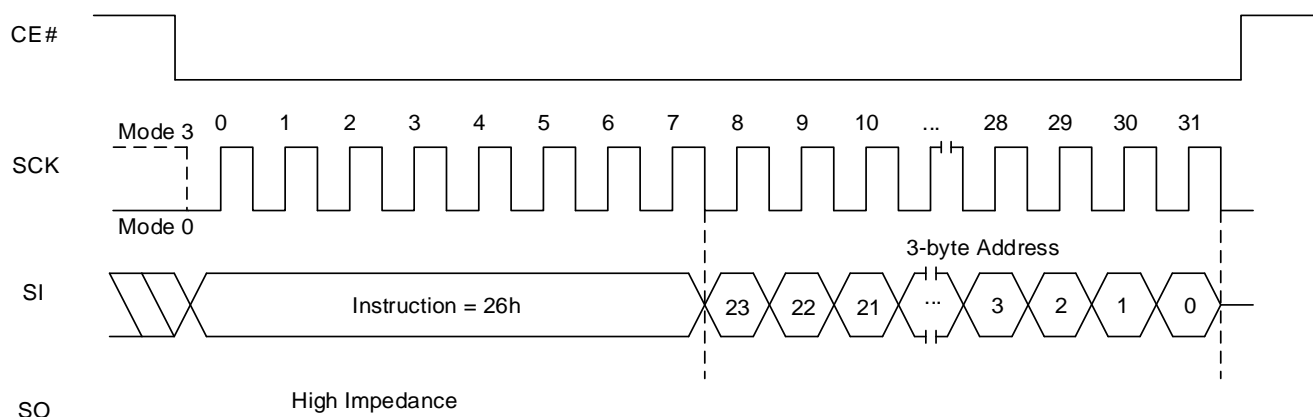 CE#
Mode 3 0 1 2 3 4 5 6 7 8 9 10 ... 28 29 30 31
SCK
Mode 0
3-byte Address
SI Instruction = 26h 23 22 21 ... 3 2 1 0
High Impedance
SO